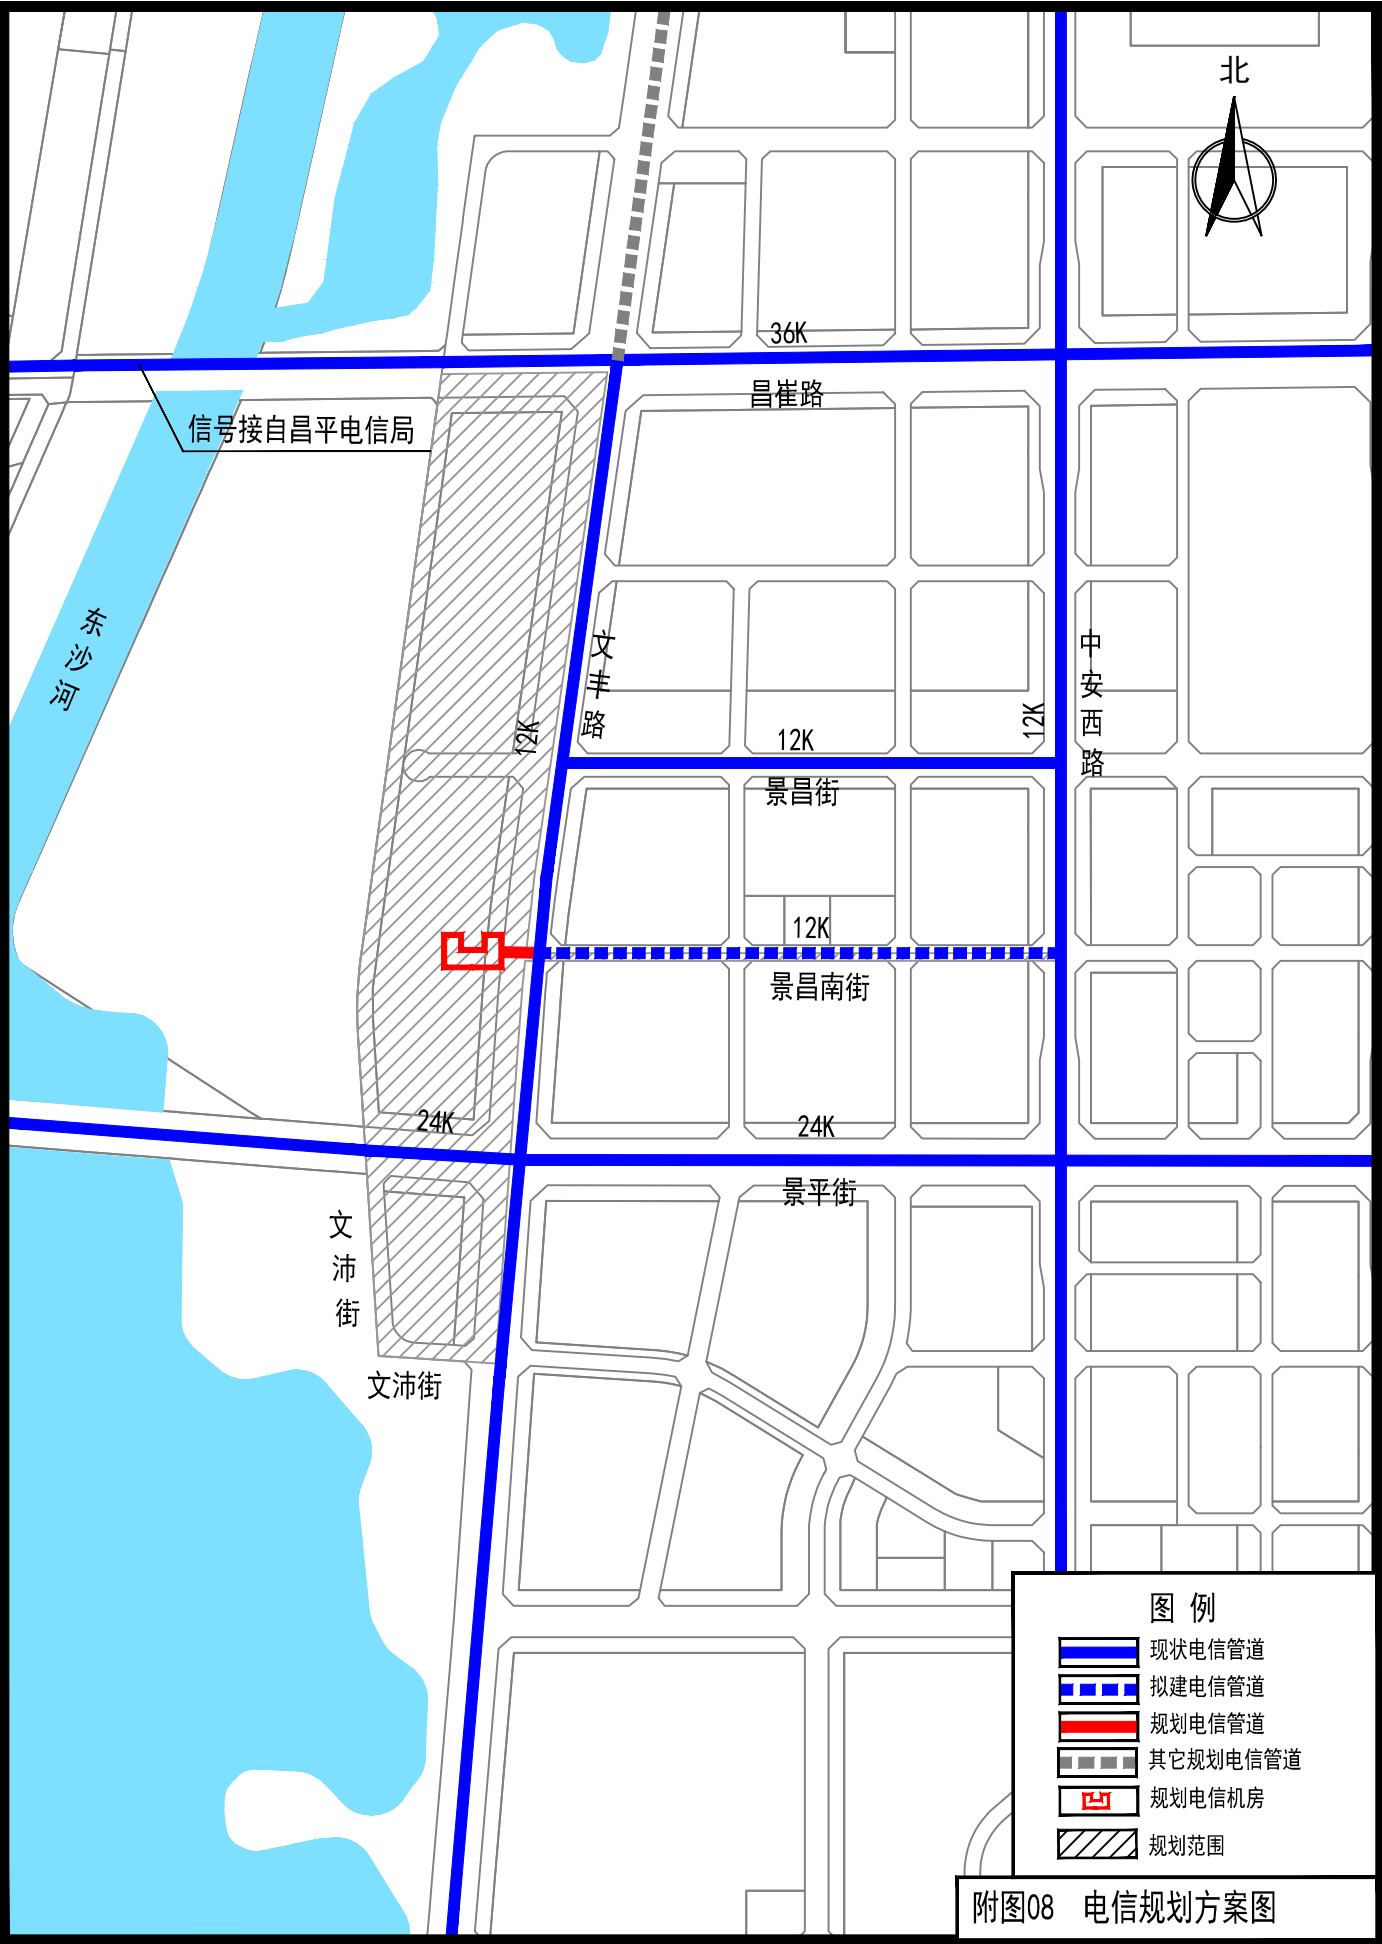 北
36K
昌崔路
信号接自昌平电信局
东沙河
文丰路
中安西路
12K
12K
12K
景昌街
12K
景昌南街
24K
24K
景平街
文沛街
文沛街
图 例
现状电信管道
拟建电信管道
规划电信管道
其它规划电信管道
规划电信机房
规划范围
附图08 电信规划方案图